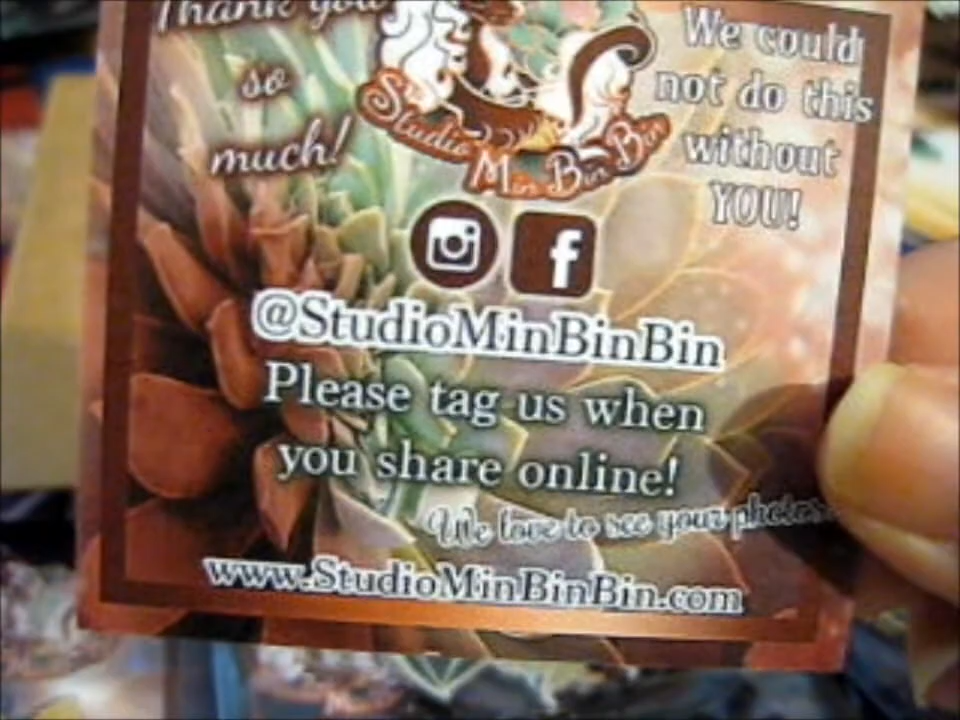 Thank you
so
much!
Studio Min Bin Bin
We could
not do this
without
YOU!
@StudioMinBinBin
Please tag us when
you share online!
We love to see your photos
www.StudioMinBinBin.com